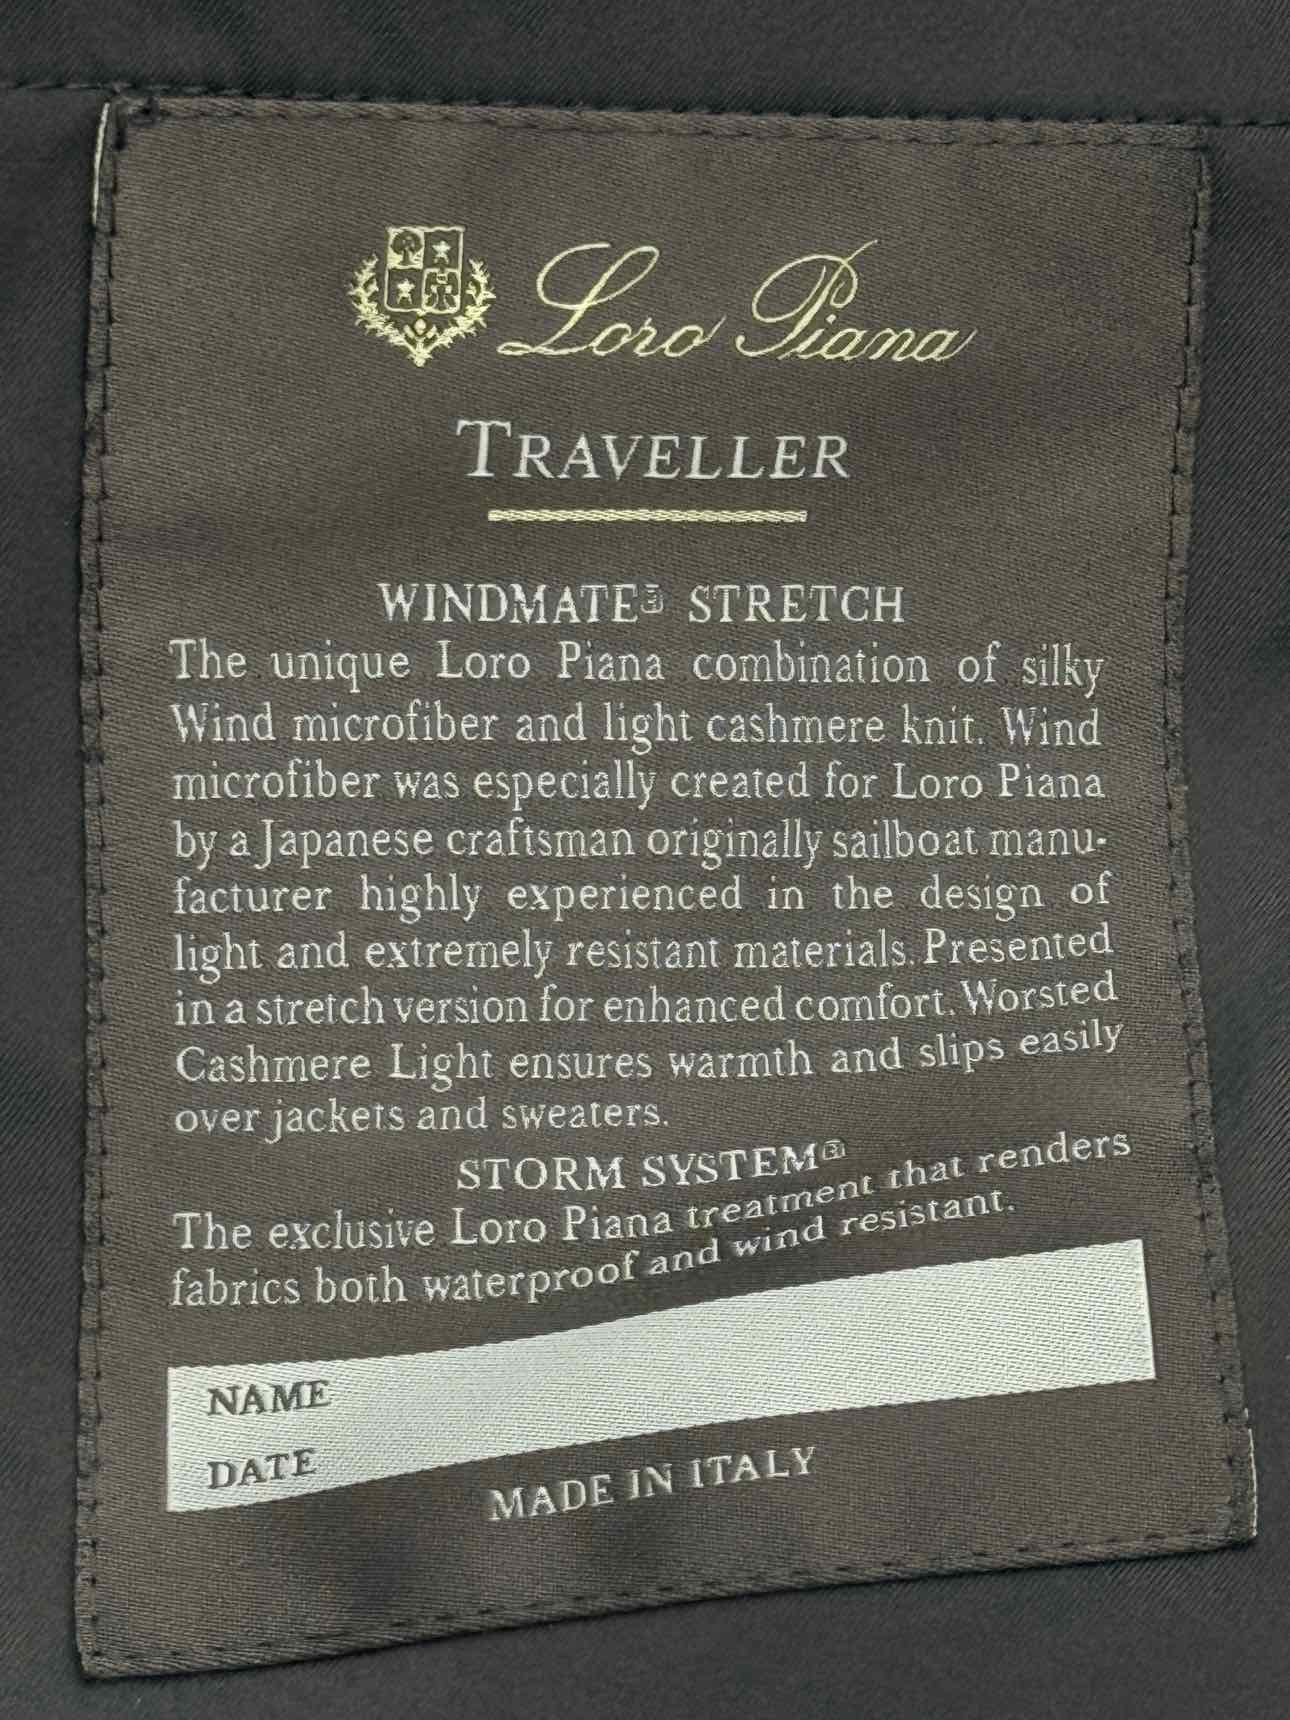 Loro Piana
TRAVELLER
WINDMATE® STRETCH
The unique Loro Piana combination of silky
Wind microfiber and light cashmere knit. Wind
microfiber was especially created for Loro Piana
by a Japanese craftsman originally sailboat manu-
facturer highly experienced in the design of
light and extremely resistant materials. Presented
in a stretch version for enhanced comfort. Worsted
Cashmere Light ensures warmth and slips easily
over jackets and sweaters.
STORM SYSTEM®
The exclusive Loro Piana treatment that renders
fabrics both waterproof and wind resistant.
NAME
DATE
MADE IN ITALY